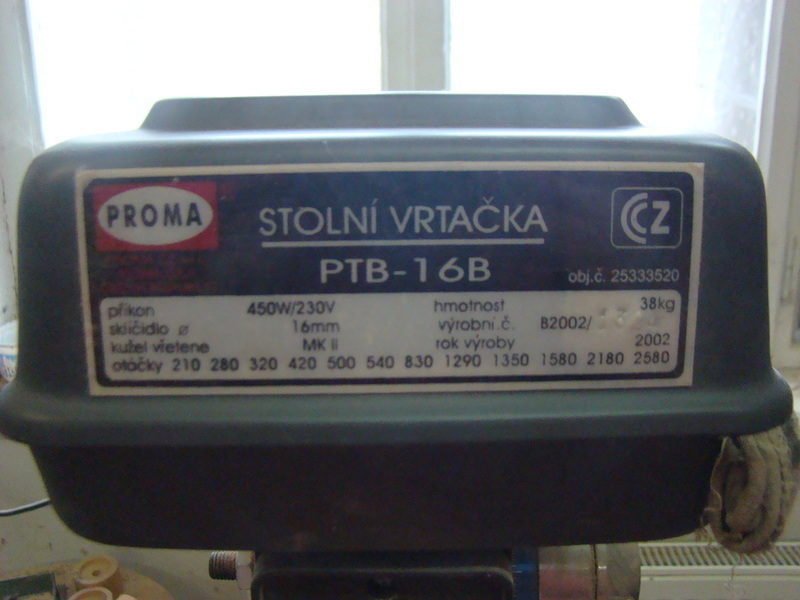 PROMA
STOLNÍ VRTAČKA
CCZ
PTB-16B
obj.č. 25333520
příkon 450W/230V hmotnost 38kg
sklíčidlo ⌀ 16mm výrobní.č. B2002/
kužel vřetene MK II rok výroby 2002
otáčky 210 280 320 420 500 540 830 1290 1350 1580 2180 2580